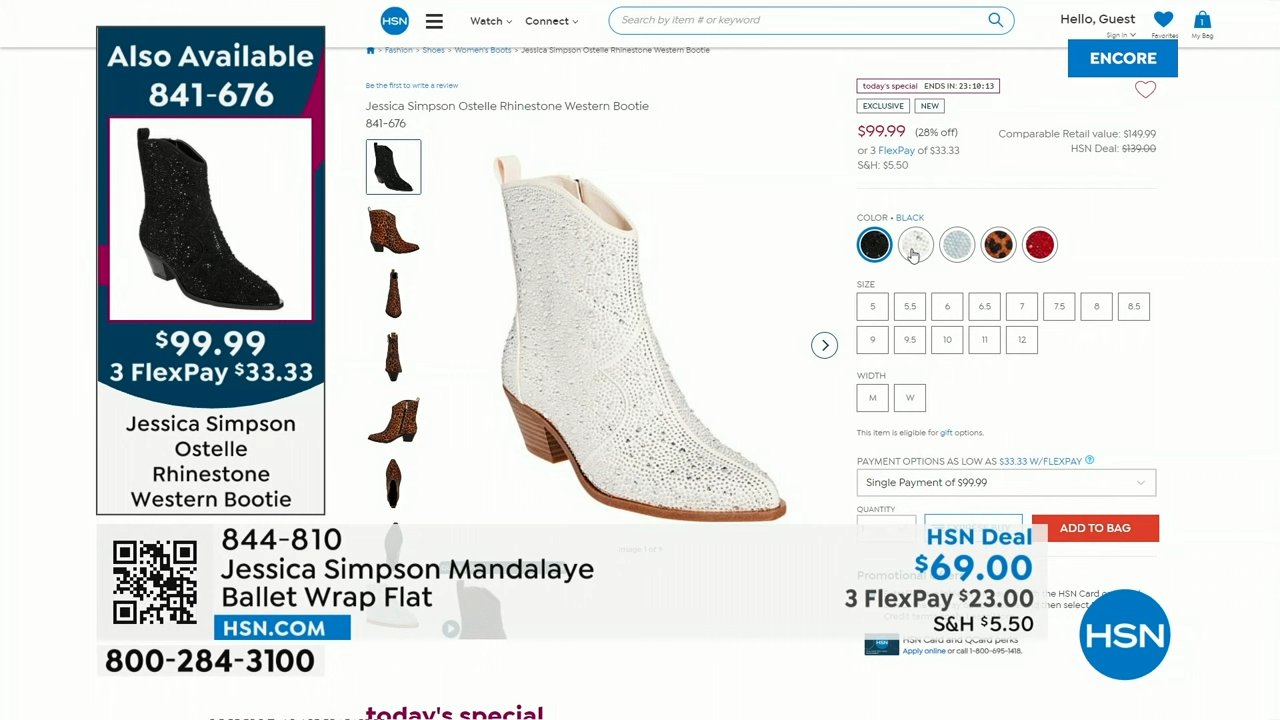 HSN
Watch
Connect
Search by item # or keyword
Hello, Guest
Sign In
Favorites
1
My Bag
Also Available
841-676
$99.99
3 FlexPay $33.33
Jessica Simpson
Ostelle
Rhinestone
Western Bootie
> Fashion > Shoes > Women's Boots > Jessica Simpson Ostelle Rhinestone Western Bootie
ENCORE
Be the first to write a review
Jessica Simpson Ostelle Rhinestone Western Bootie
841-676
today's special ENDS IN: 23:10:13
EXCLUSIVE NEW
$99.99 (28% off)
or 3 FlexPay of $33.33
S&H: $5.50
Comparable Retail value: $149.99
HSN Deal: $139.00
COLOR • BLACK
SIZE
5 5.5 6 6.5 7 7.5 8 8.5
9 9.5 10 11 12
WIDTH
M W
This item is eligible for gift options.
PAYMENT OPTIONS AS LOW AS $33.33 W/FLEXPAY
Single Payment of $99.99
QUANTITY
ADD TO BAG
Image 1 of 9
844-810
Jessica Simpson Mandalaye
Ballet Wrap Flat
HSN.COM
800-284-3100
HSN Deal
$69.00
3 FlexPay $23.00
S&H $5.50
Promotional
HSN Card and QCard perks
Apply online or call 1-800-695-1418.
HSN
today's special